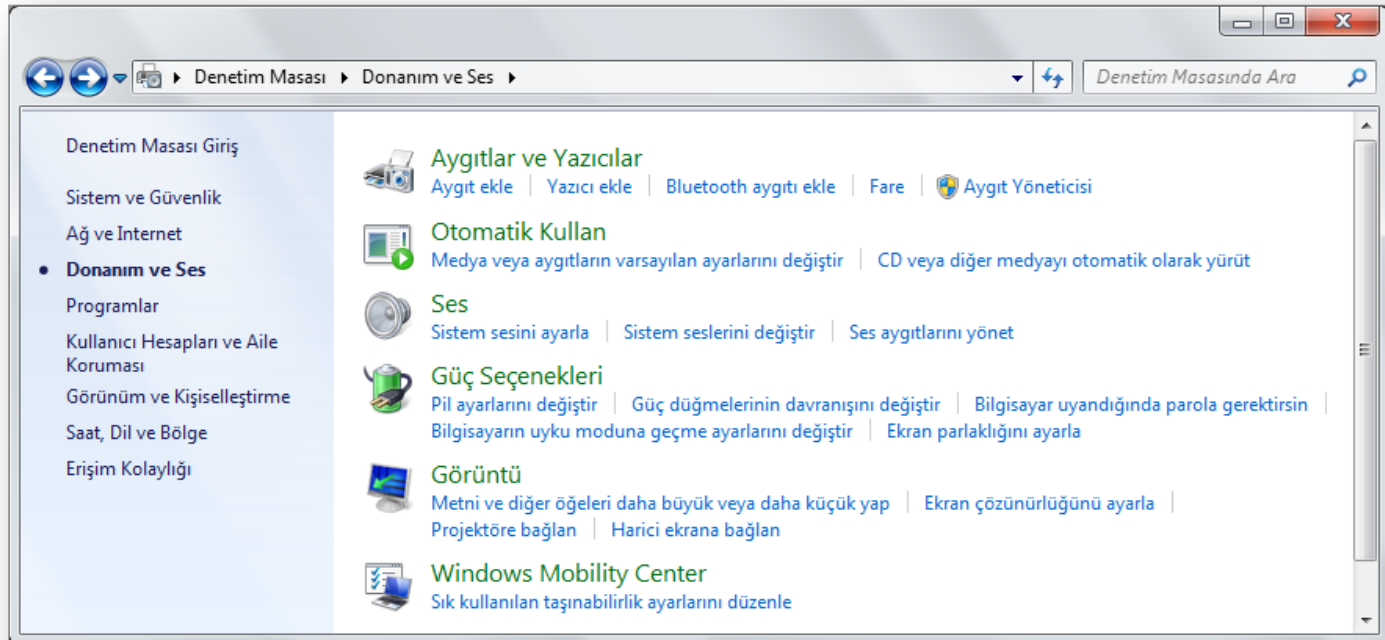 Denetim Masası Donanım ve Ses
Denetim Masasında Ara
Denetim Masası Giriş
Sistem ve Güvenlik
Ağ ve Internet
Donanım ve Ses
Programlar
Kullanıcı Hesapları ve Aile
Koruması
Görünüm ve Kişiselleştirme
Saat, Dil ve Bölge
Erişim Kolaylığı
Aygıtlar ve Yazıcılar
Aygıt ekle Yazıcı ekle Bluetooth aygıtı ekle Fare Aygıt Yöneticisi
Otomatik Kullan
Medya veya aygıtların varsayılan ayarlarını değiştir CD veya diğer medyayı otomatik olarak yürüt
Ses
Sistem sesini ayarla Sistem seslerini değiştir Ses aygıtlarını yönet
Güç Seçenekleri
Pil ayarlarını değiştir Güç düğmelerinin davranışını değiştir Bilgisayar uyandığında parola gerektirsin
Bilgisayarın uyku moduna geçme ayarlarını değiştir Ekran parlaklığını ayarla
Görüntü
Metni ve diğer öğeleri daha büyük veya daha küçük yap Ekran çözünürlüğünü ayarla
Projektöre bağlan Harici ekrana bağlan
Windows Mobility Center
Sık kullanılan taşınabilirlik ayarlarını düzenle